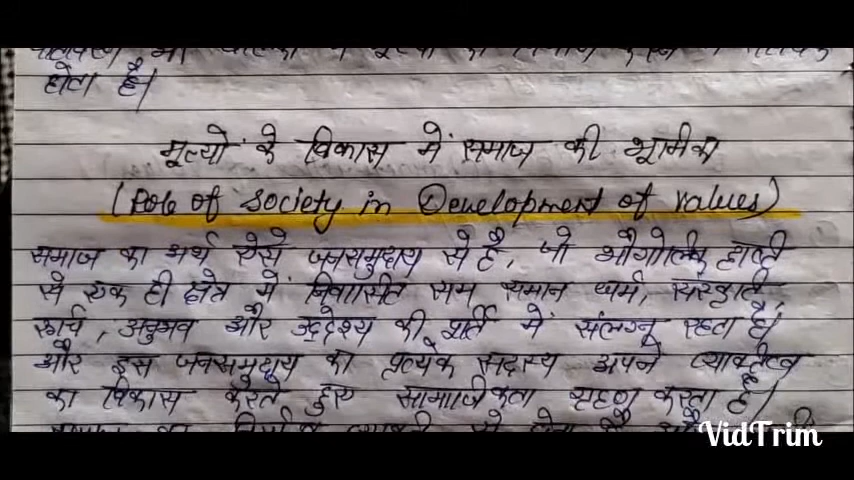 होता है।
मूल्यों के विकास में समाज की भूमिका
(Role of Society in Development of values)
समाज का अर्थ ऐसे जनसमुदाय से है, जो भौगोलिक दृष्टि
से एक ही क्षेत्र में निवासित सम समान धर्म, संस्कृति,
कार्य, अनुभव और उद्देश्य की पूर्ति में संलग्न रहता है।
और इस जनसमुदाय का प्रत्येक सदस्य अपने व्यक्तित्व
का विकास करते हुए सामाजिकता ग्रहण करता है।
VidTrim